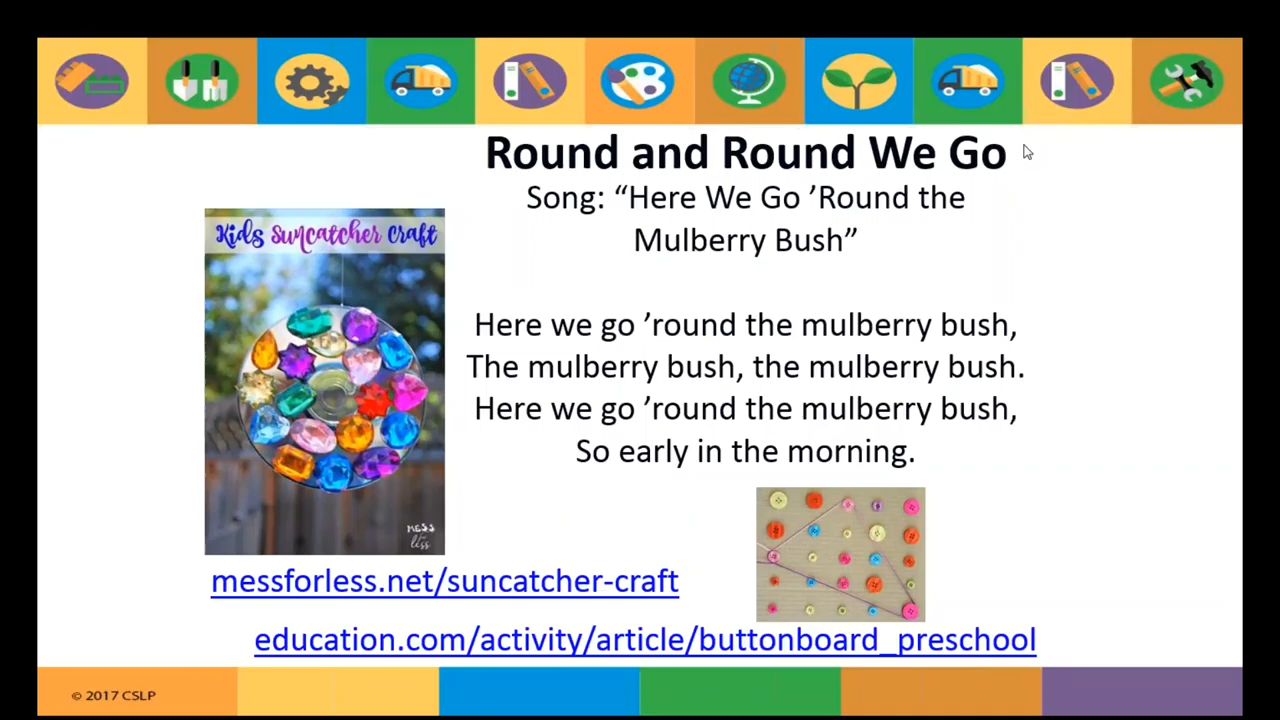 Round and Round We Go
Song: “Here We Go ’Round the
Mulberry Bush”
Kids Suncatcher Craft
Here we go ’round the mulberry bush,
The mulberry bush, the mulberry bush.
Here we go ’round the mulberry bush,
So early in the morning.
MESS
for
less
messforless.net/suncatcher-craft
education.com/activity/article/buttonboard_preschool
© 2017 CSLP